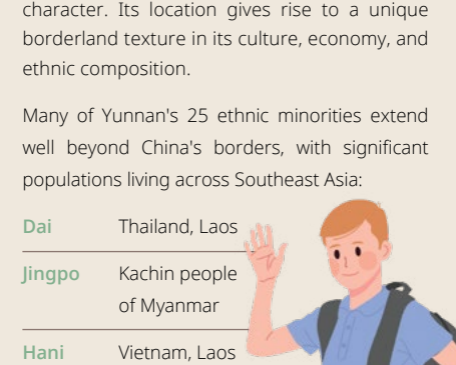 character. Its location gives rise to a unique
borderland texture in its culture, economy, and
ethnic composition.
Many of Yunnan's 25 ethnic minorities extend
well beyond China's borders, with significant
populations living across Southeast Asia:
Dai Thailand, Laos
Jingpo Kachin people
of Myanmar
Hani Vietnam, Laos